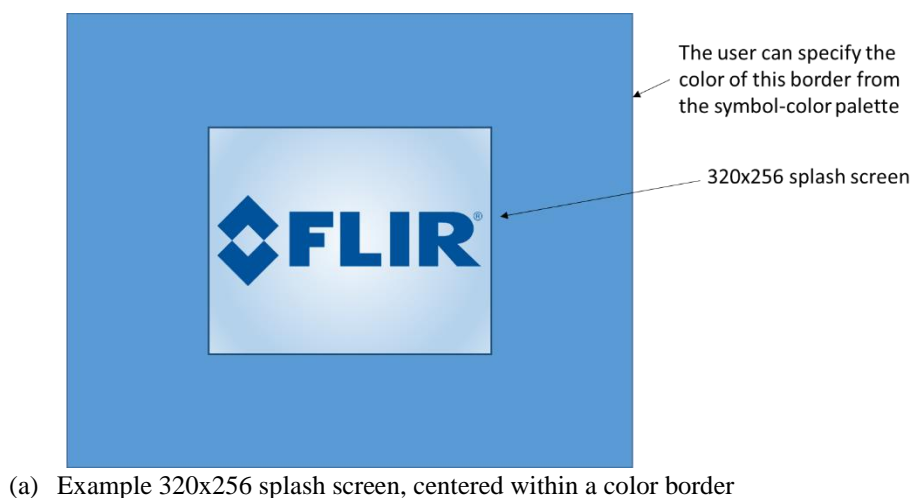 The user can specify the
color of this border from
the symbol-color palette
320x256 splash screen
FLIR®
(a) Example 320x256 splash screen, centered within a color border